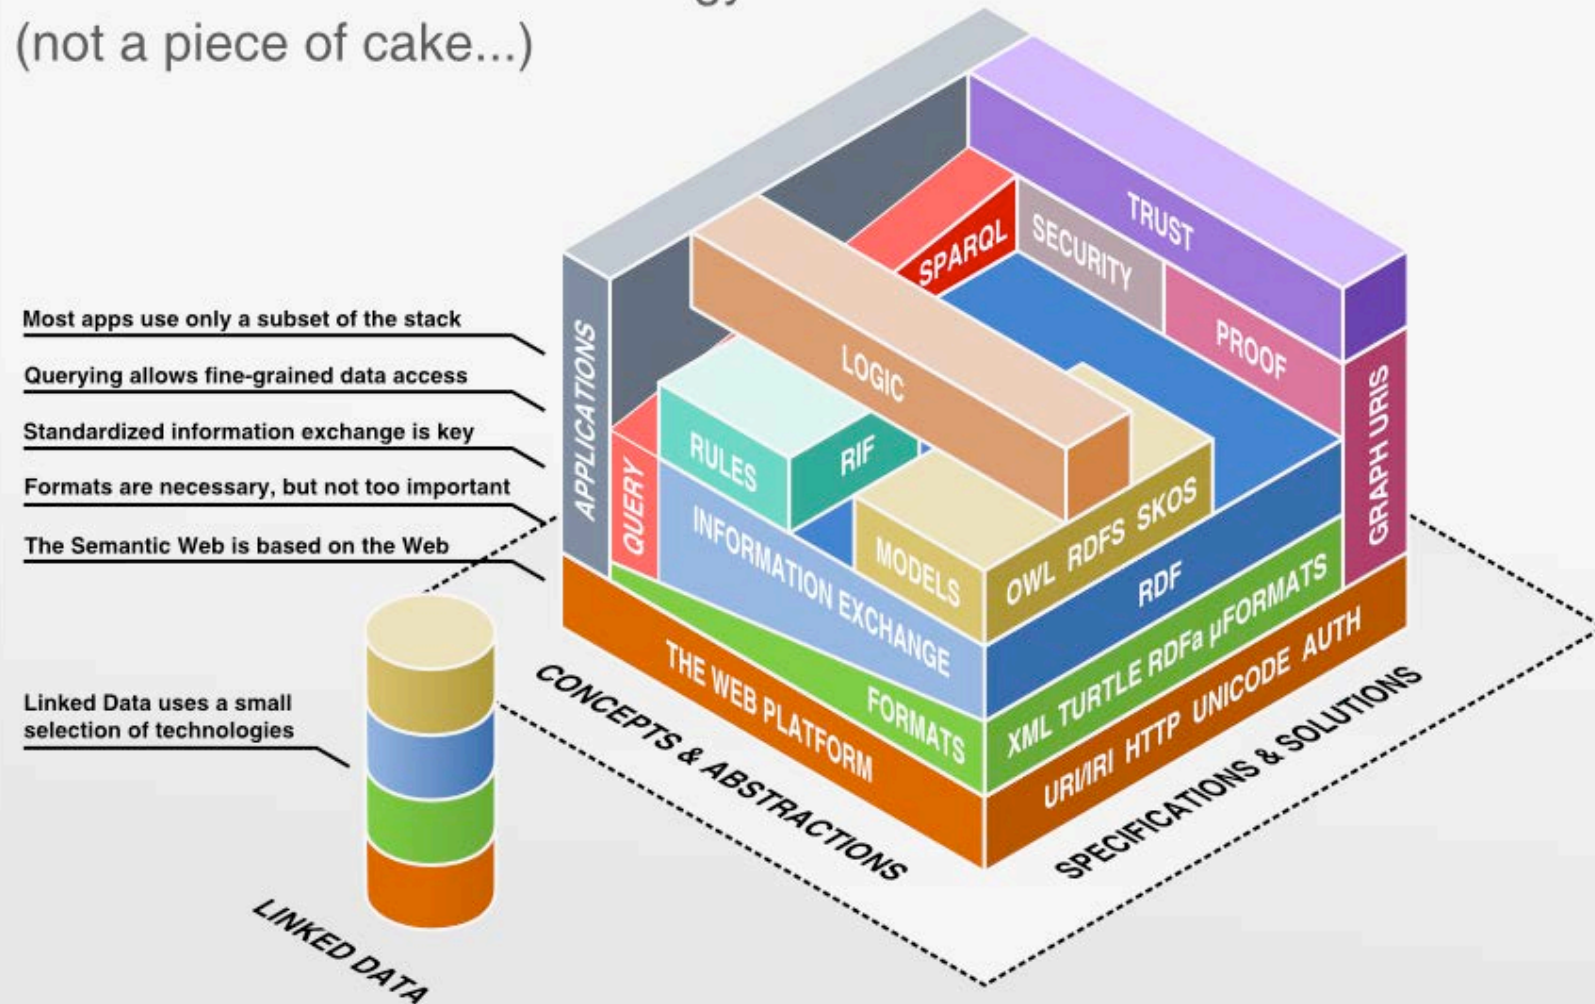 (not a piece of cake...)
Most apps use only a subset of the stack
Querying allows fine-grained data access
Standardized information exchange is key
Formats are necessary, but not too important
The Semantic Web is based on the Web
Linked Data uses a small
selection of technologies
LINKED DATA
APPLICATIONS
QUERY
RULES
RIF
LOGIC
SPARQL
SECURITY
TRUST
PROOF
GRAPH URIS
INFORMATION EXCHANGE
MODELS
OWL RDFS SKOS
RDF
FORMATS
XML TURTLE RDFa µFORMATS
THE WEB PLATFORM
URI/IRI HTTP UNICODE AUTH
CONCEPTS & ABSTRACTIONS
SPECIFICATIONS & SOLUTIONS